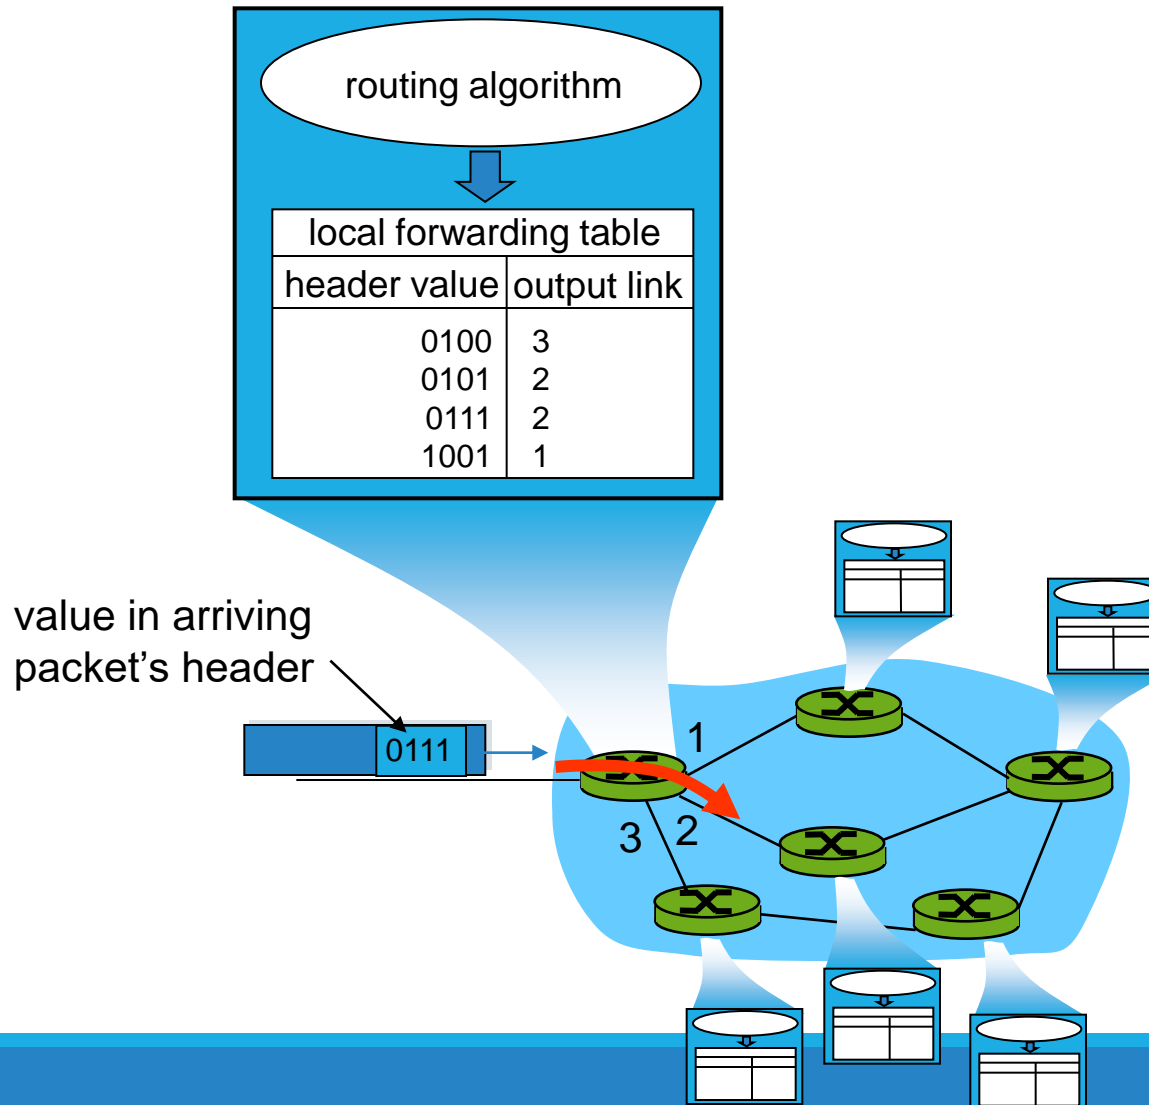 routing algorithm
local forwarding table
header value output link
0100 3
0101 2
0111 2
1001 1
value in arriving
packet's header
0111
1
2
3